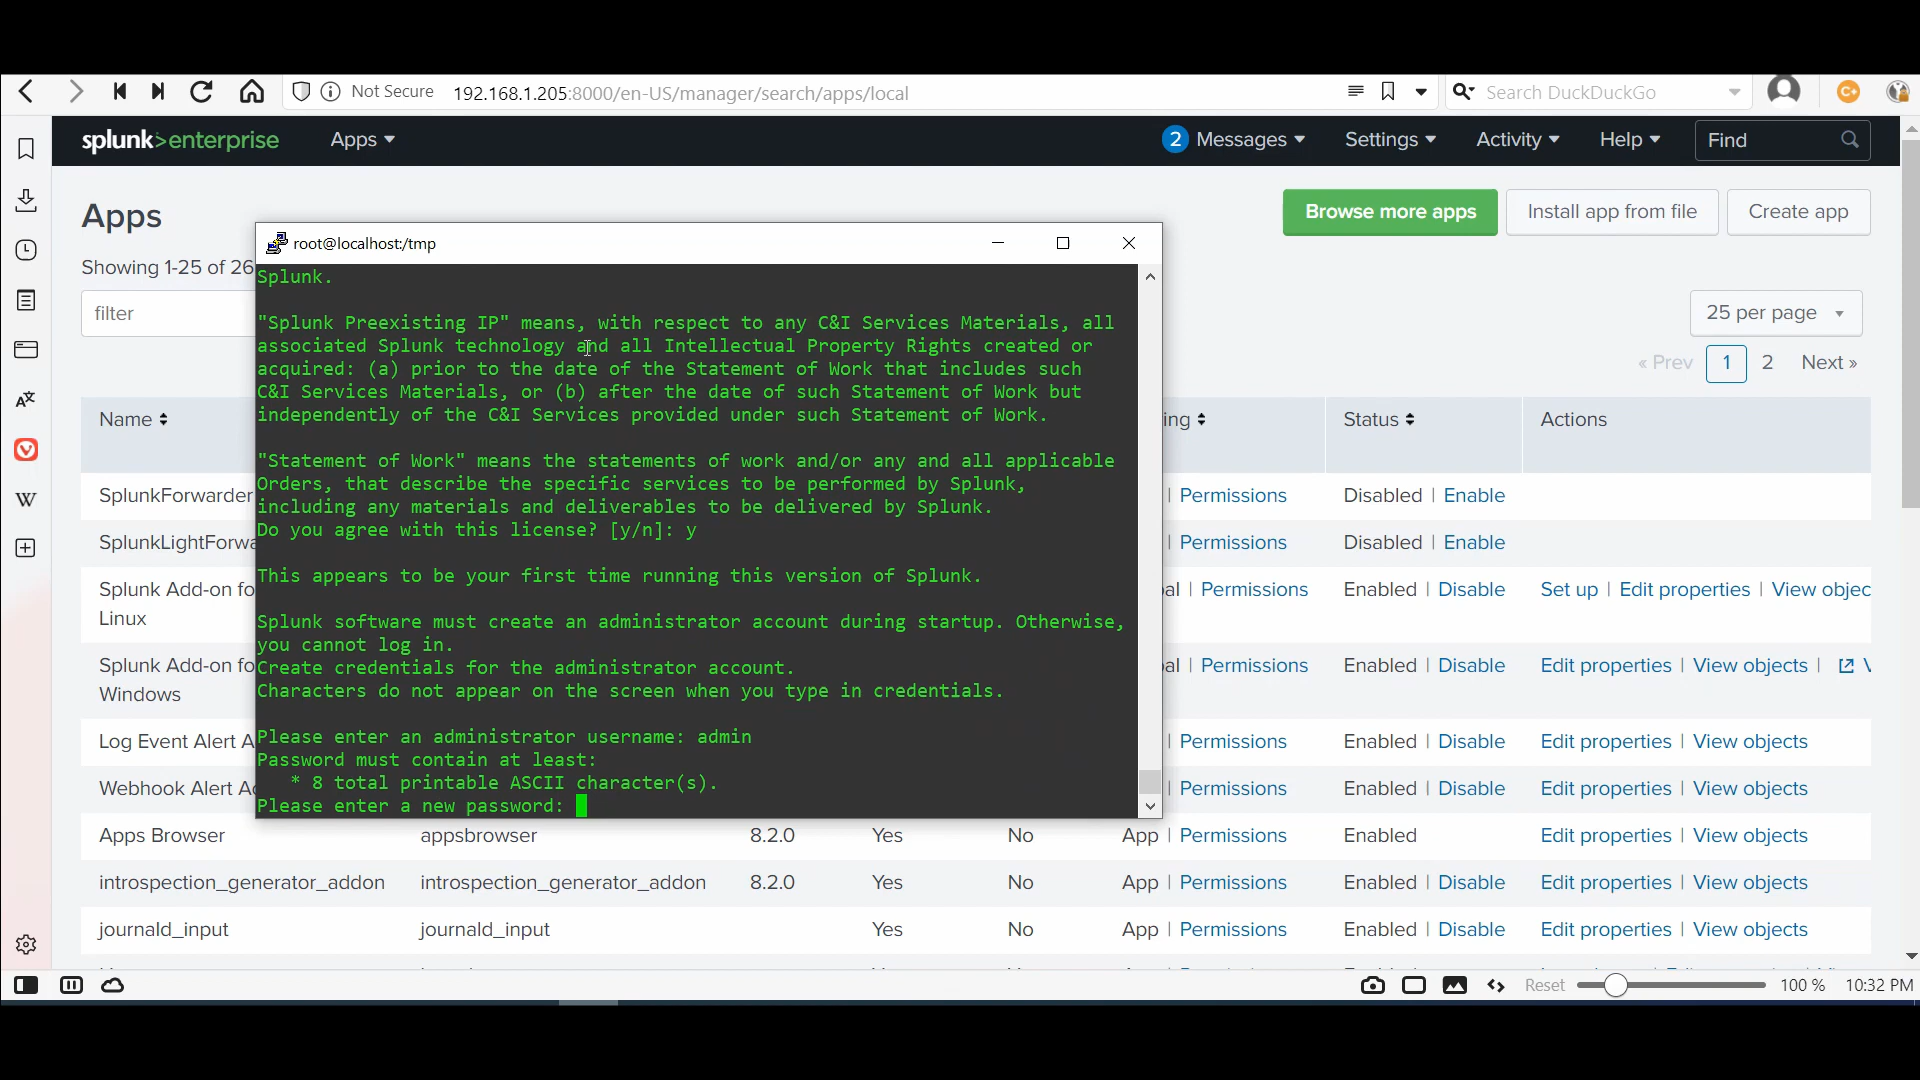 Not Secure 192.168.1.205:8000/en-US/manager/search/apps/local Search DuckDuckGo
splunk>enterprise Apps 2 Messages Settings Activity Help Find
Apps Browse more apps Install app from file Create app
Showing 1-25 of 26
filter 25 per page
« Prev 1 2 Next »
Name ing Status Actions
SplunkForwarder | Permissions Disabled | Enable
SplunkLightForwa | Permissions Disabled | Enable
Splunk Add-on fo al | Permissions Enabled | Disable Set up | Edit properties | View objec
Linux
Splunk Add-on fo al | Permissions Enabled | Disable Edit properties | View objects |
Windows
Log Event Alert A | Permissions Enabled | Disable Edit properties | View objects
Webhook Alert Ac | Permissions Enabled | Disable Edit properties | View objects
Apps Browser appsbrowser 8.2.0 Yes No App | Permissions Enabled Edit properties | View objects
introspection_generator_addon introspection_generator_addon 8.2.0 Yes No App | Permissions Enabled | Disable Edit properties | View objects
journald_input journald_input Yes No App | Permissions Enabled | Disable Edit properties | View objects
root@localhost:/tmp
Splunk.
"Splunk Preexisting IP" means, with respect to any C&I Services Materials, all
associated Splunk technology and all Intellectual Property Rights created or
acquired: (a) prior to the date of the Statement of Work that includes such
C&I Services Materials, or (b) after the date of such Statement of Work but
independently of the C&I Services provided under such Statement of Work.
"Statement of Work" means the statements of work and/or any and all applicable
Orders, that describe the specific services to be performed by Splunk,
including any materials and deliverables to be delivered by Splunk.
Do you agree with this license? [y/n]: y
This appears to be your first time running this version of Splunk.
Splunk software must create an administrator account during startup. Otherwise,
you cannot log in.
Create credentials for the administrator account.
Characters do not appear on the screen when you type in credentials.
Please enter an administrator username: admin
Password must contain at least:
* 8 total printable ASCII character(s).
Please enter a new password:
Reset 100 % 10:32 PM